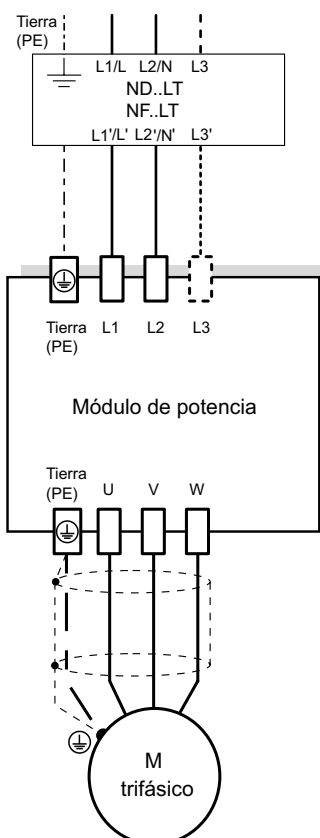 Tierra
(PE)
L1/L L2/N L3
ND..LT
NF..LT
L1'/L' L2'/N' L3'
Tierra
(PE)
L1 L2 L3
Módulo de potencia
Tierra
(PE)
U V W
M
trifásico